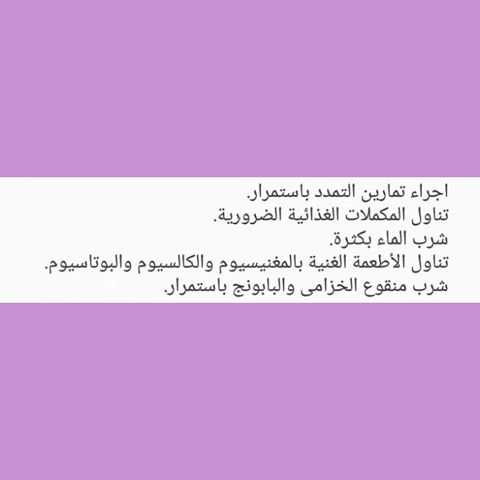 اجراء تمارين التمدد باستمرار.
تناول المكملات الغذائية الضرورية.
شرب الماء بكثرة.
تناول الأطعمة الغنية بالمغنيسيوم والكالسيوم والبوتاسيوم.
شرب منقوع الخزامى والبابونج باستمرار.